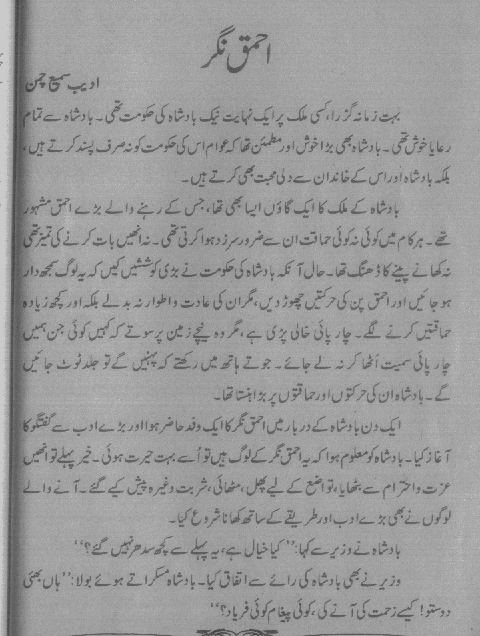 احمق نگر
ادیب سمیع چمن
بہت زمانہ گزرا، کسی ملک پر ایک نہایت نیک بادشاہ کی حکومت تھی۔ بادشاہ سے تمام
رعایا خوش تھی۔ بادشاہ بھی بڑا خوش اور مطمئن تھا کہ عوام اس کی حکومت کو نہ صرف پسند کرتے ہیں،
بلکہ بادشاہ اور اس کے خاندان سے دلی محبت بھی کرتے ہیں۔
بادشاہ کے ملک کا ایک گاؤں ایسا بھی تھا، جس کے رہنے والے بڑے احمق مشہور
تھے۔ ہر کام میں کوئی نہ کوئی حماقت ان سے ضرور سرزد ہوا کرتی تھی۔ نہ انھیں بات کرنے کی تمیز تھی
نہ کھانے پینے کا ڈھنگ تھا۔ حال آنکہ بادشاہ کی حکومت نے بڑی کوششیں کیں کہ یہ لوگ سمجھ دار
ہو جائیں اور احمق پن کی حرکتیں چھوڑ دیں، مگر ان کی عادت و اطوار نہ بدلے بلکہ اور کچھ زیادہ
حماقتیں کرنے لگے۔ چارپائی خالی پڑی ہے، مگر وہ نیچے زمین پر سوتے کہ کہیں کوئی جن ہمیں
چارپائی سمیت اُٹھا کر نہ لے جائے۔ جوتے ہاتھ میں رکھتے کہ پہنیں گے تو جلد ٹوٹ جائیں
گے۔ بادشاہ ان کی حرکتوں اور حماقتوں پر بڑا ہنستا تھا۔
ایک دن بادشاہ کے دربار میں احمق نگر کا ایک وفد حاضر ہوا اور بڑے ادب سے گفتگو کا
آغاز کیا۔ بادشاہ کو معلوم ہوا کہ یہ احمق نگر کے لوگ ہیں تو اُسے بہت حیرت ہوئی۔ خیر پہلے تو انھیں
عزت و احترام سے بٹھایا، تواضع کے لیے پھل، مٹھائی، شربت وغیرہ پیش کیے گئے۔ آنے والے
لوگوں نے بھی بڑے ادب اور طریقے کے ساتھ کھانا شروع کیا۔
بادشاہ نے وزیر سے کہا: ’’کیا خیال ہے، یہ پہلے سے کچھ سدھر نہیں گئے؟‘‘
وزیر نے بھی بادشاہ کی رائے سے اتفاق کیا۔ بادشاہ مسکراتے ہوئے بولا: ’’ہاں بھئی
دوستو! کیسے زحمت کی آنے کی، کوئی پیغام کوئی فریاد؟‘‘